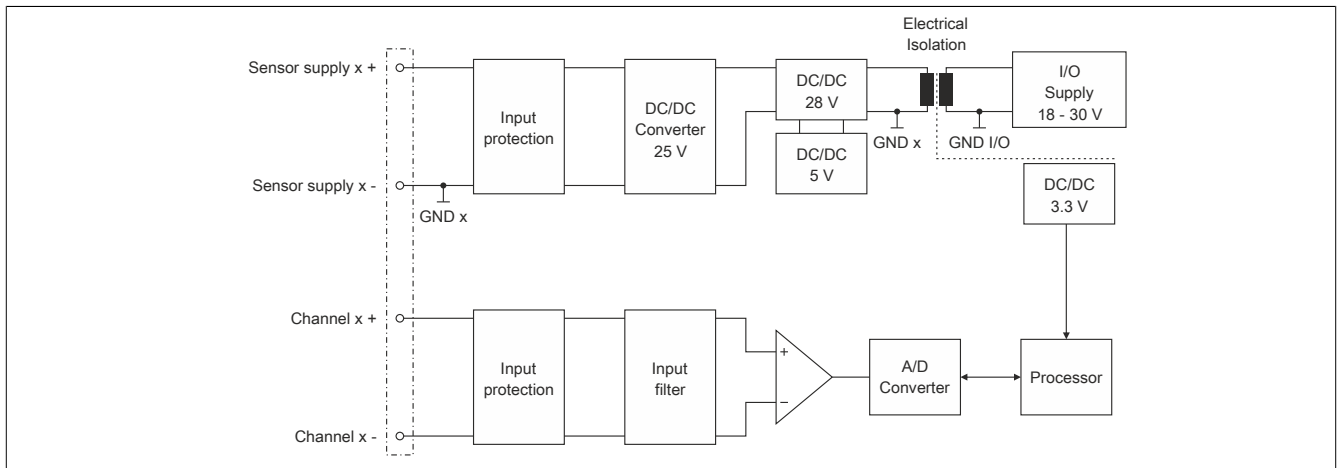 Electrical
Isolation
Sensor supply x +
Input
protection
DC/DC
Converter
25 V
DC/DC
28 V
I/O
Supply
18 - 30 V
GND x
GND I/O
DC/DC
5 V
Sensor supply x -
GND x
DC/DC
3.3 V
Channel x +
Input
protection
Input
filter
+
−
A/D
Converter
Processor
Channel x -